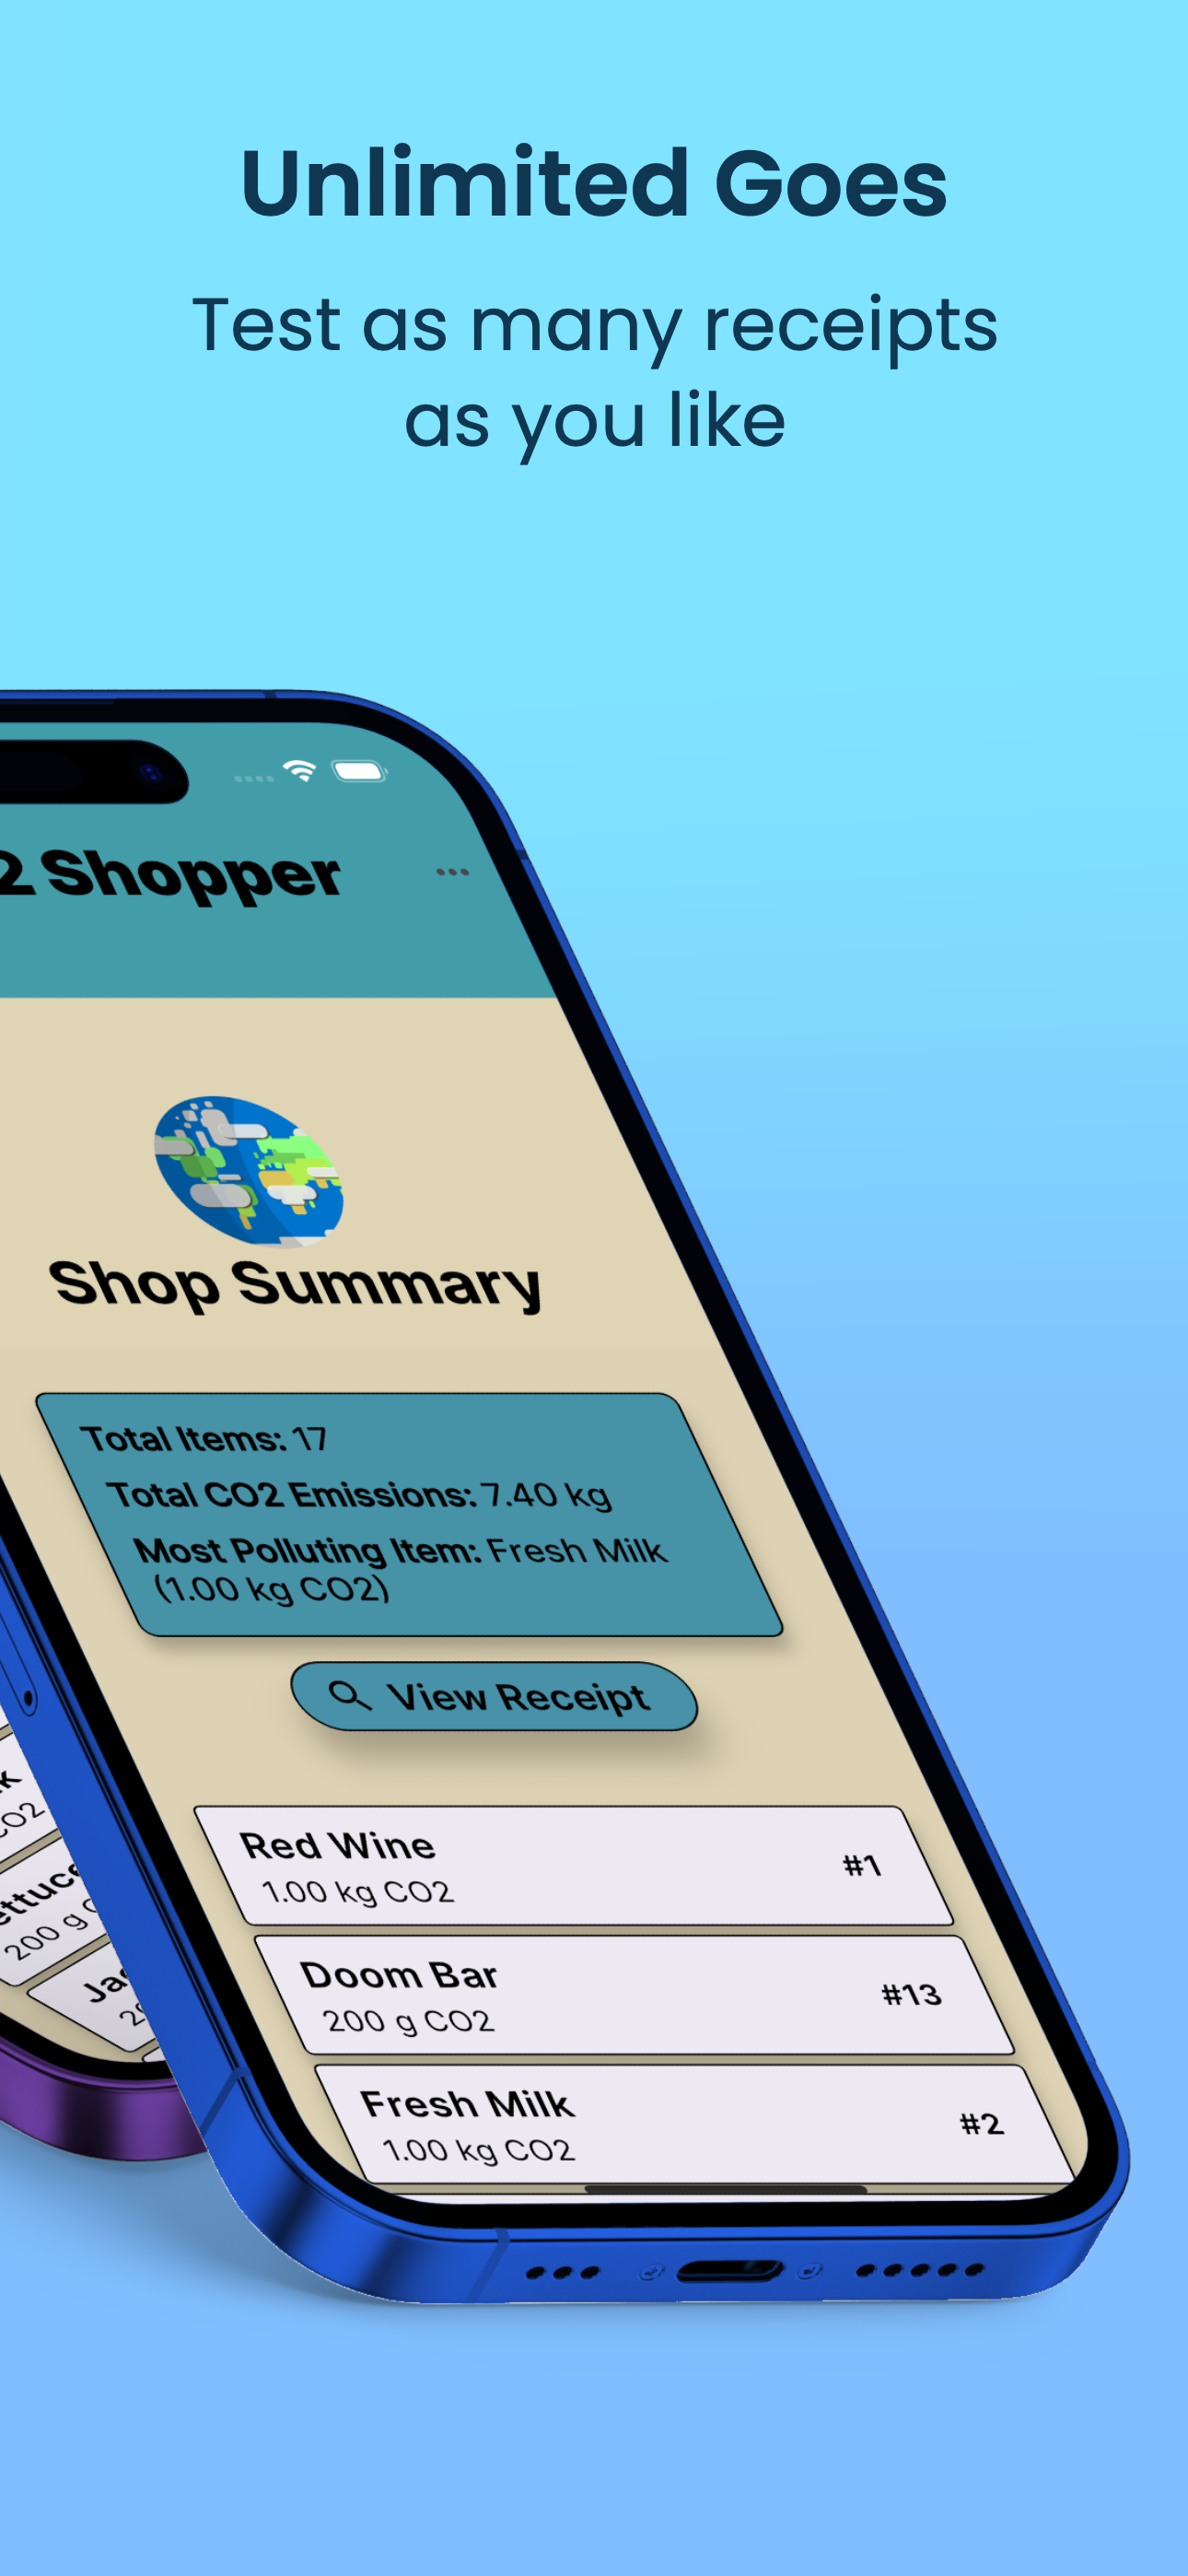 Unlimited Goes
Test as many receipts
as you like
2 Shopper
Shop Summary
Total Items: 17
Total CO2 Emissions: 7.40 kg
Most Polluting Item: Fresh Milk
(1.00 kg CO2)
View Receipt
Red Wine
#1
1.00 kg CO2
Doom Bar
#13
200 g CO2
Fresh Milk
#2
1.00 kg CO2
k
CO2
ettuce
200 g
Ja